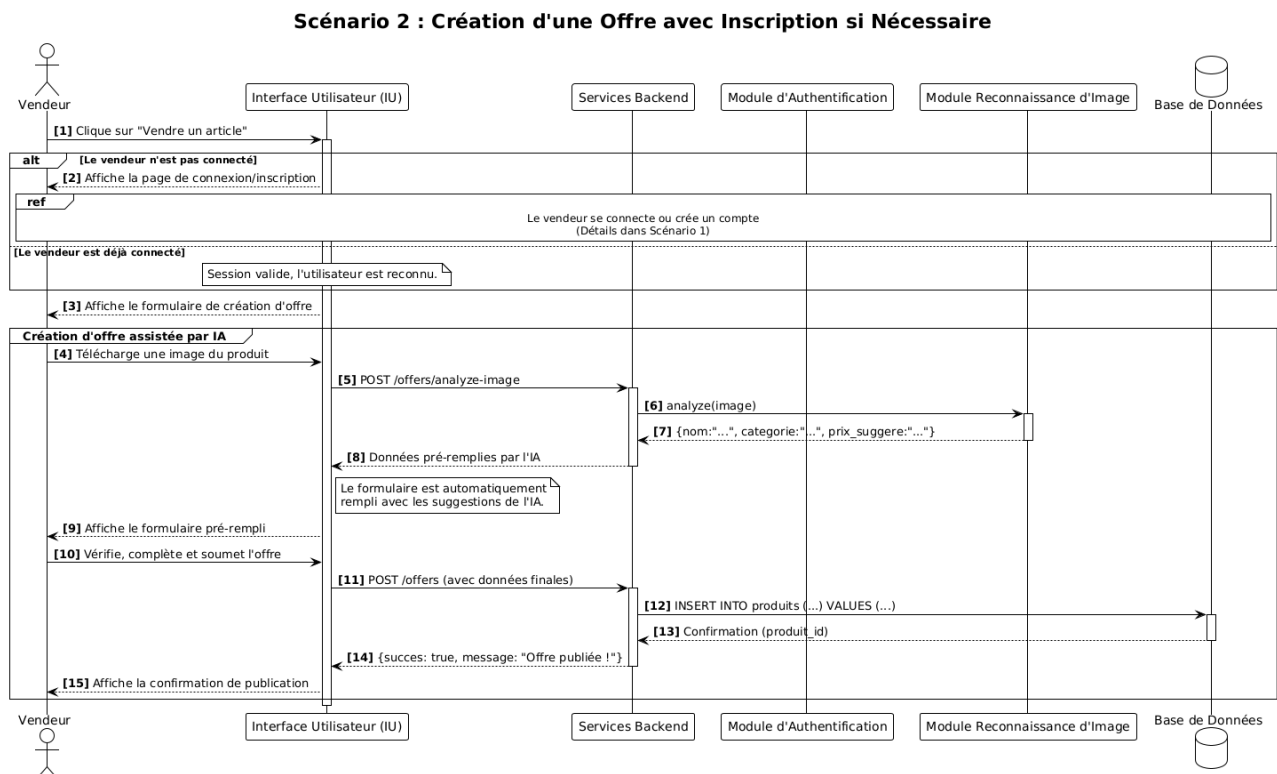 Scénario 2 : Création d'une Offre avec Inscription si Nécessaire
Vendeur
Interface Utilisateur (IU)
Services Backend
Module d'Authentification
Module Reconnaissance d'Image
Base de Données
[1] Clique sur "Vendre un article"
alt
[Le vendeur n'est pas connecté]
[2] Affiche la page de connexion/inscription
ref
Le vendeur se connecte ou crée un compte
(Détails dans Scénario 1)
[Le vendeur est déjà connecté]
Session valide, l'utilisateur est reconnu.
[3] Affiche le formulaire de création d'offre
Création d'offre assistée par IA
[4] Télécharge une image du produit
[5] POST /offers/analyze-image
[6] analyze(image)
[7] {nom:"...", categorie:"...", prix_suggere:"..."}
[8] Données pré-remplies par l'IA
Le formulaire est automatiquement
rempli avec les suggestions de l'IA.
[9] Affiche le formulaire pré-rempli
[10] Vérifie, complète et soumet l'offre
[11] POST /offers (avec données finales)
[12] INSERT INTO produits (...) VALUES (...)
[13] Confirmation (produit_id)
[14] {succes: true, message: "Offre publiée !"}
[15] Affiche la confirmation de publication
Vendeur
Interface Utilisateur (IU)
Services Backend
Module d'Authentification
Module Reconnaissance d'Image
Base de Données